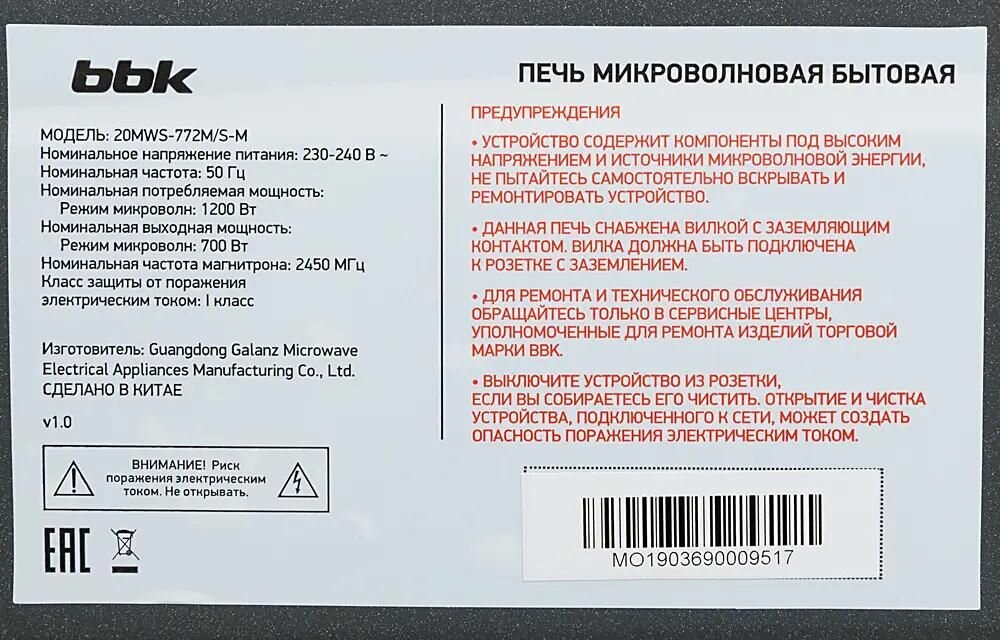 bbk
МОДЕЛЬ: 20MWS-772M/S-M
Номинальное напряжение питания: 230-240 В ~
Номинальная частота: 50 Гц
Номинальная потребляемая мощность:
Режим микроволн: 1200 Вт
Номинальная выходная мощность:
Режим микроволн: 700 Вт
Номинальная частота магнитрона: 2450 МГц
Класс защиты от поражения
электрическим током: I класс
Изготовитель: Guangdong Galanz Microwave
Electrical Appliances Manufacturing Co., Ltd.
СДЕЛАНО В КИТАЕ
v1.0
ВНИМАНИЕ! Риск
поражения электрическим
током. Не открывать.
EAC
ПЕЧЬ МИКРОВОЛНОВАЯ БЫТОВАЯ
ПРЕДУПРЕЖДЕНИЯ
• УСТРОЙСТВО СОДЕРЖИТ КОМПОНЕНТЫ ПОД ВЫСОКИМ
НАПРЯЖЕНИЕМ И ИСТОЧНИКИ МИКРОВОЛНОВОЙ ЭНЕРГИИ,
НЕ ПЫТАЙТЕСЬ САМОСТОЯТЕЛЬНО ВСКРЫВАТЬ И
РЕМОНТИРОВАТЬ УСТРОЙСТВО.
• ДАННАЯ ПЕЧЬ СНАБЖЕНА ВИЛКОЙ С ЗАЗЕМЛЯЮЩИМ
КОНТАКТОМ. ВИЛКА ДОЛЖНА БЫТЬ ПОДКЛЮЧЕНА
К РОЗЕТКЕ С ЗАЗЕМЛЕНИЕМ.
• ДЛЯ РЕМОНТА И ТЕХНИЧЕСКОГО ОБСЛУЖИВАНИЯ
ОБРАЩАЙТЕСЬ ТОЛЬКО В СЕРВИСНЫЕ ЦЕНТРЫ,
УПОЛНОМОЧЕННЫЕ ДЛЯ РЕМОНТА ИЗДЕЛИЙ ТОРГОВОЙ
МАРКИ BBK.
• ВЫКЛЮЧИТЕ УСТРОЙСТВО ИЗ РОЗЕТКИ,
ЕСЛИ ВЫ СОБИРАЕТЕСЬ ЕГО ЧИСТИТЬ. ОТКРЫТИЕ И ЧИСТКА
УСТРОЙСТВА, ПОДКЛЮЧЕННОГО К СЕТИ, МОЖЕТ СОЗДАТЬ
ОПАСНОСТЬ ПОРАЖЕНИЯ ЭЛЕКТРИЧЕСКИМ ТОКОМ.
MO1903690009517